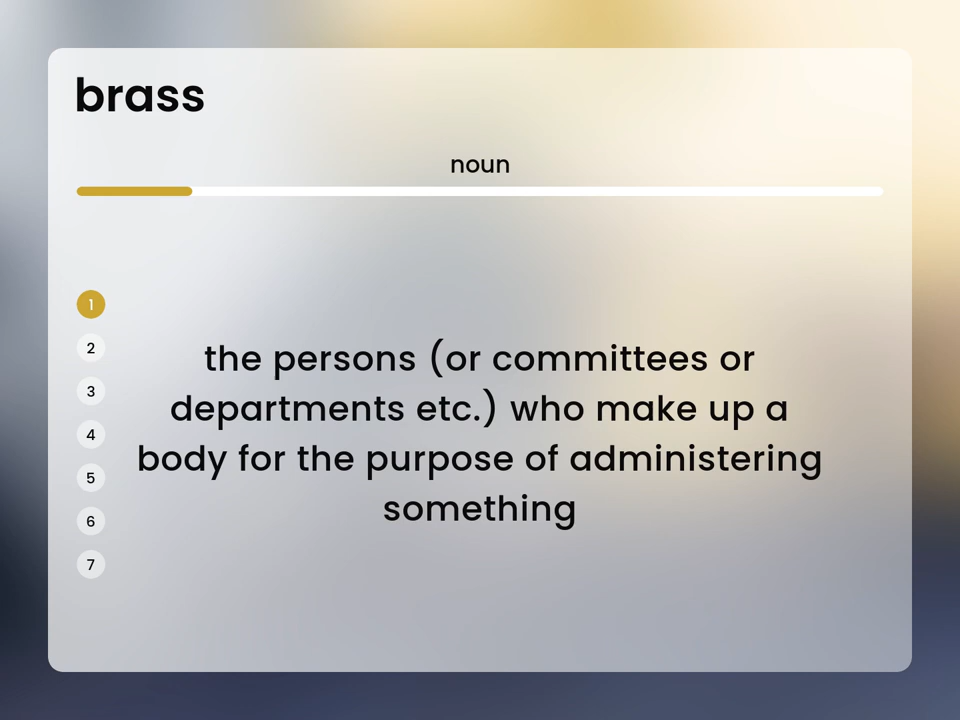 brass
noun
1
2
3
4
5
6
7
the persons (or committees or
departments etc.) who make up a
body for the purpose of administering
something